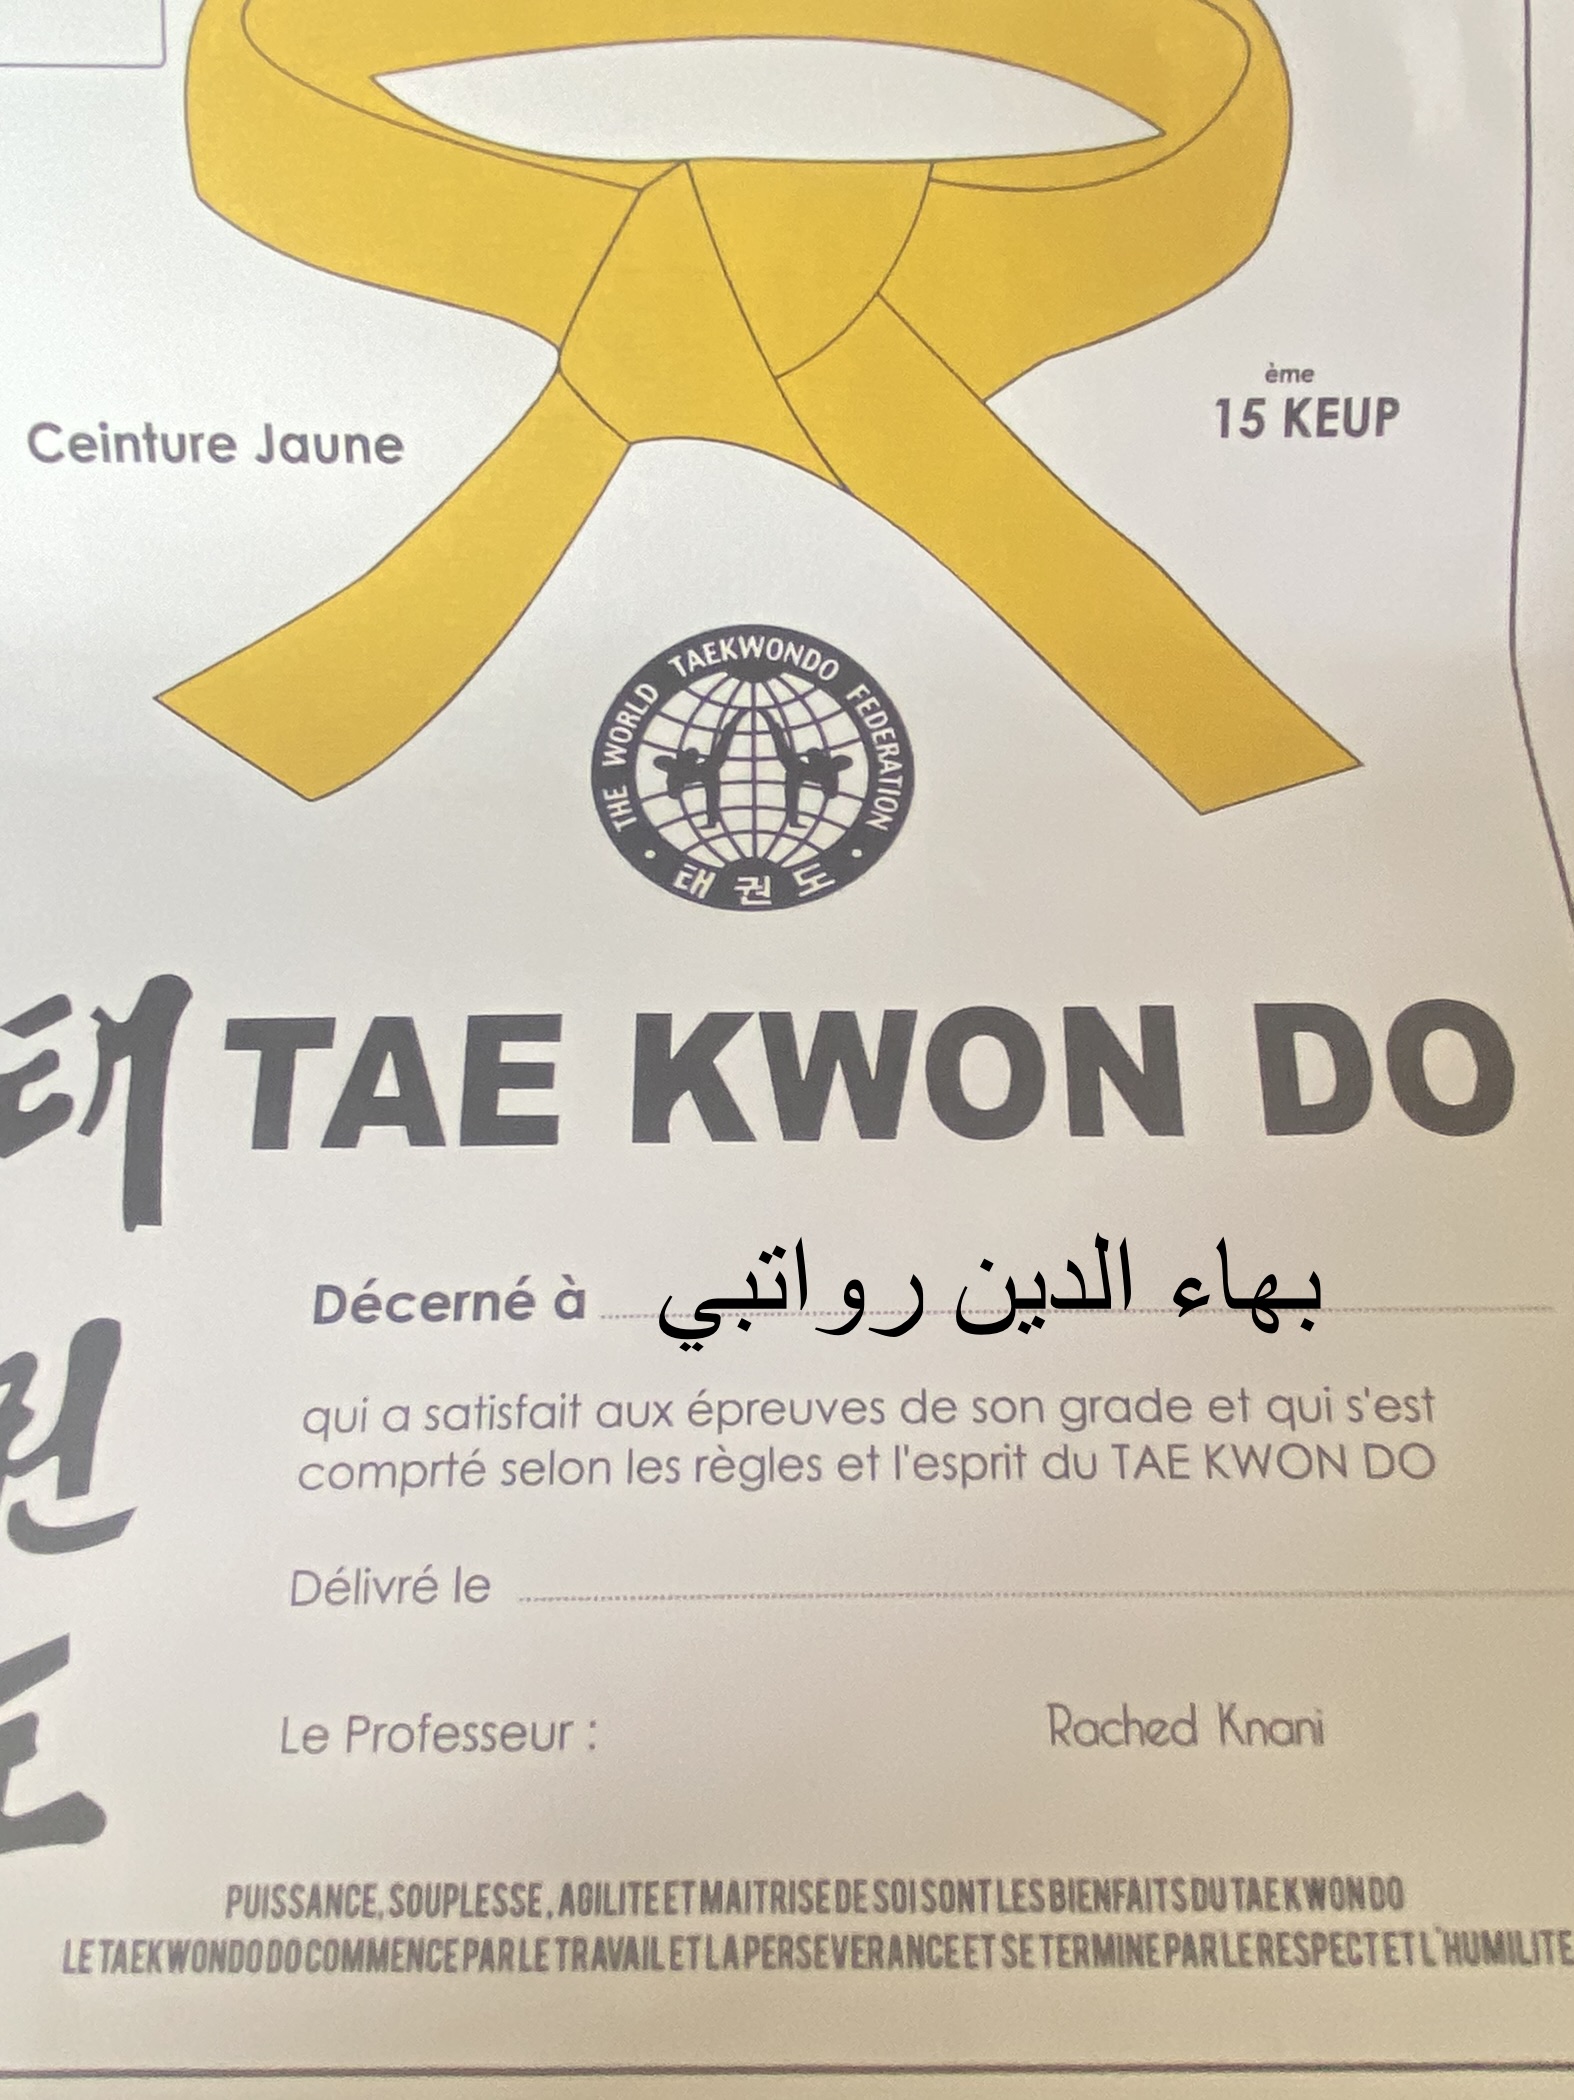 ème
15 KEUP
Ceinture Jaune
THE WORLD TAEKWONDO FEDERATION
태 권 도
태 TAE KWON DO
권
도
Décerné à بهاء الدين رواتبي
qui a satisfait aux épreuves de son grade et qui s'est
comprté selon les règles et l'esprit du TAE KWON DO
Délivré le
Le Professeur : Rached Knani
PUISSANCE, SOUPLESSE, AGILITE ET MAITRISE DE SOI SONT LES BIENFAITS DU TAEKWONDO
LE TAEKWONDO DO COMMENCE PAR LE TRAVAIL ET LA PERSEVERANCE ET SE TERMINE PAR LE RESPECT ET L'HUMILITE